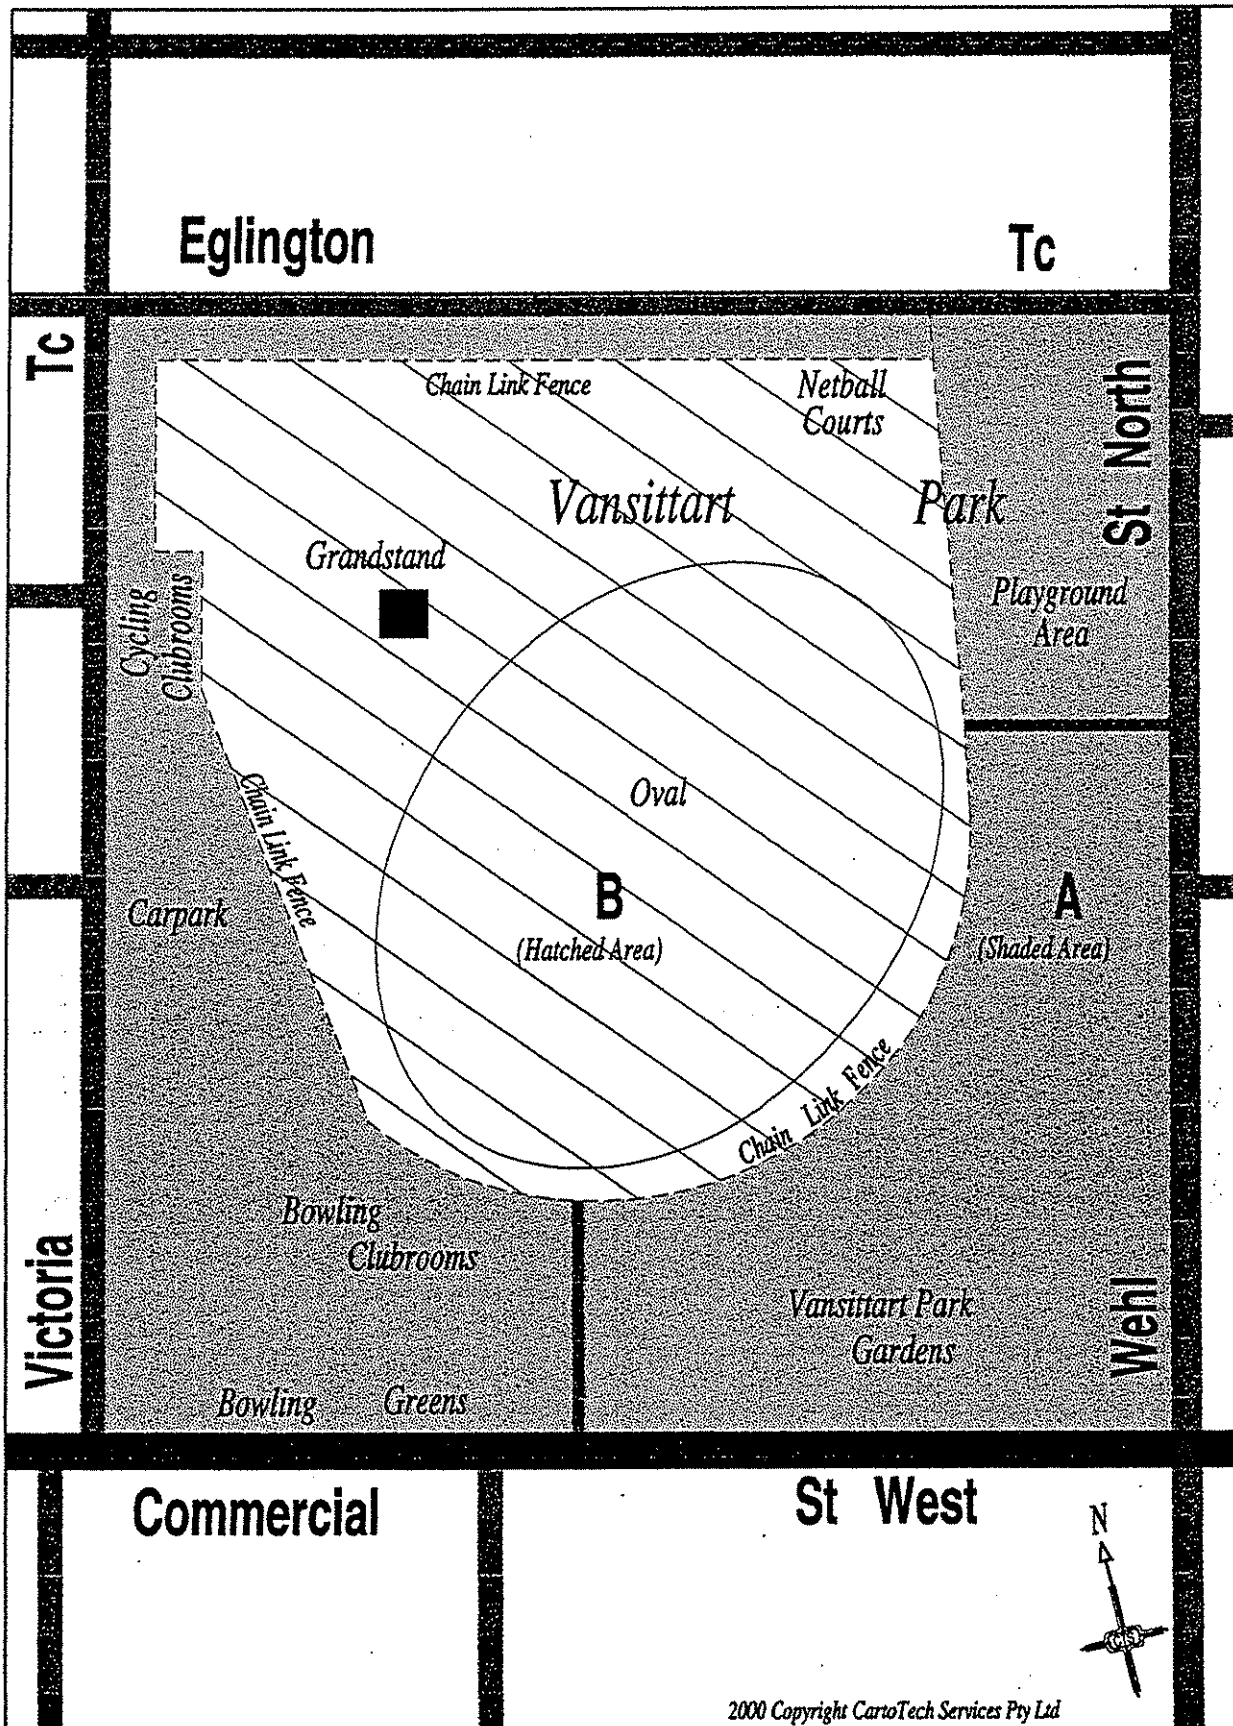 Eglington
Tc
Tc
Chain Link Fence
Netball
Courts
St North
Vansittart Park
Grandstand
Cycling
Clubrooms
Playground
Area
Chain Link Fence
Oval
B
(Hatched Area)
A
(Shaded Area)
Carpark
Chain Link Fence
Bowling
Clubrooms
Victoria
Vansittart Park
Gardens
Wehl
Bowling Greens
Commercial
St West
N
2000 Copyright CartoTech Services Pty Ltd